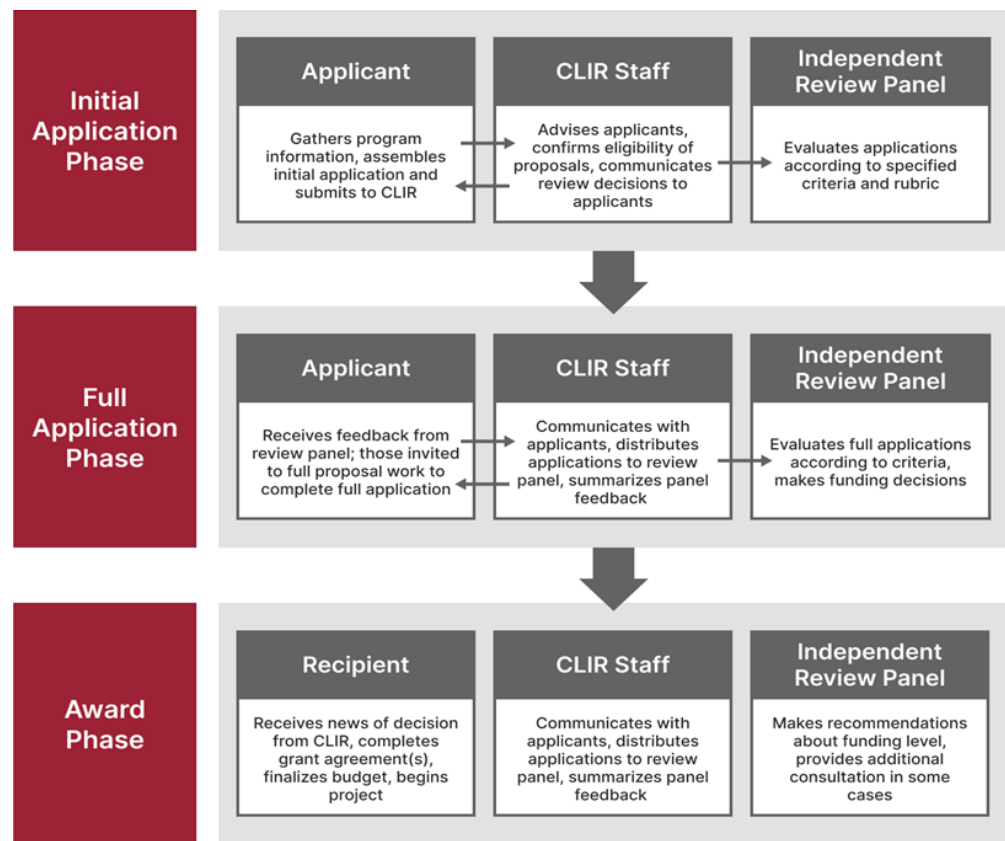 Initial
Application
Phase
Applicant
Gathers program
information, assembles
initial application and
submits to CLIR
CLIR Staff
Advises applicants,
confirms eligibility of
proposals, communicates
review decisions to
applicants
Independent
Review Panel
Evaluates applications
according to specified
criteria and rubric
Full
Application
Phase
Applicant
Receives feedback from
review panel; those invited
to full proposal work to
complete full application
CLIR Staff
Communicates with
applicants, distributes
applications to review
panel, summarizes panel
feedback
Independent
Review Panel
Evaluates full applications
according to criteria,
makes funding decisions
Award
Phase
Recipient
Receives news of decision
from CLIR, completes
grant agreement(s),
finalizes budget, begins
project
CLIR Staff
Communicates with
applicants, distributes
applications to review
panel, summarizes panel
feedback
Independent
Review Panel
Makes recommendations
about funding level,
provides additional
consultation in some
cases